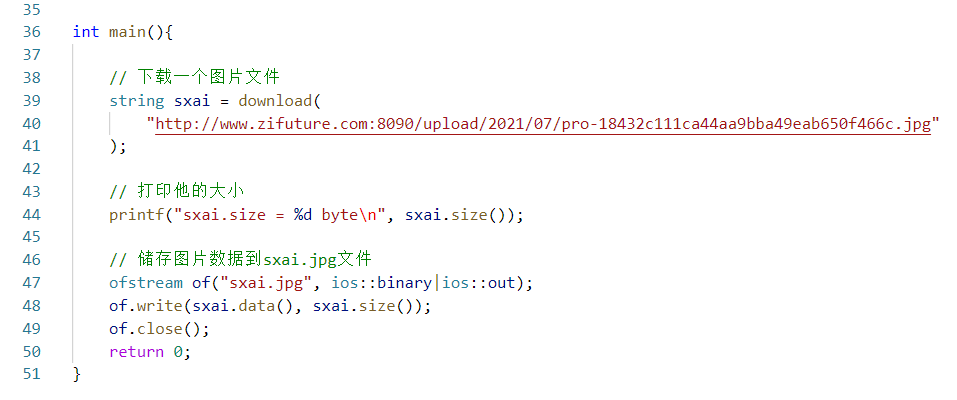 35
36 int main(){
37
38 // 下载一个图片文件
39 string sxai = download(
40 "http://www.zifuture.com:8090/upload/2021/07/pro-18432c111ca44aa9bba49eab650f466c.jpg"
41 );
42
43 // 打印他的大小
44 printf("sxai.size = %d byte\n", sxai.size());
45
46 // 储存图片数据到sxai.jpg文件
47 ofstream of("sxai.jpg", ios::binary|ios::out);
48 of.write(sxai.data(), sxai.size());
49 of.close();
50 return 0;
51 }